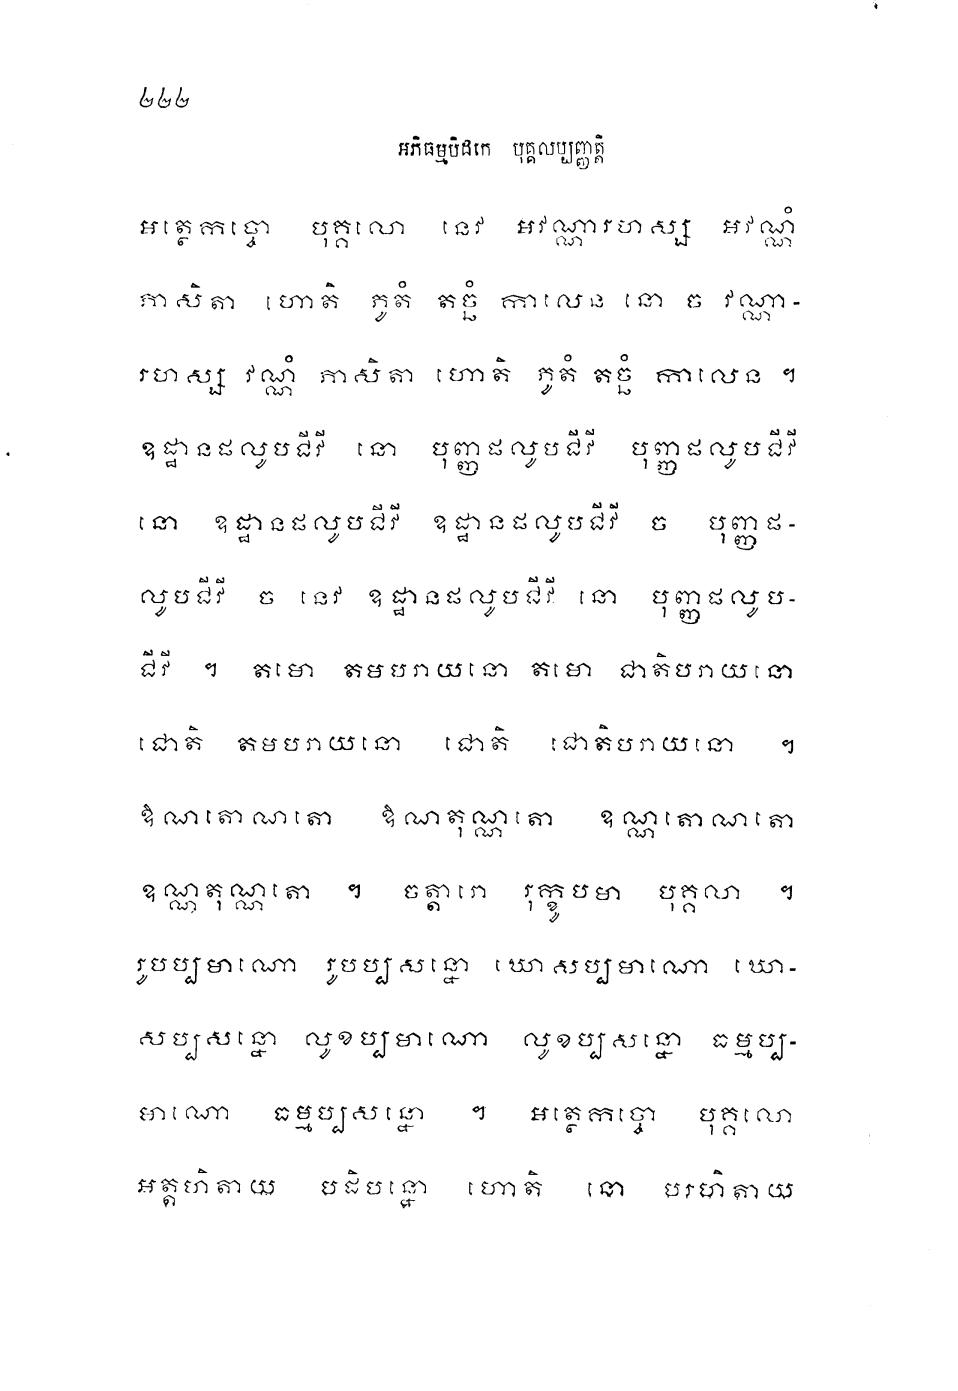 ២២២
អភិធម្មបិដកេ បុគ្គលប្បញ្ញត្តិ
អត្ថេកច្ចោ បុគ្គលោ នេវ អវណ្ណារហស្ស អវណ្ណំ
ភាសិតា ហោតិ ភូតំ តច្ឆំ កាលេន នោ ច វណ្ណា-
រហស្ស វណ្ណំ ភាសិតា ហោតិ ភូតំ តច្ឆំ កាលេន ។
ឧដ្ឋានផលូបជីវី នោ បុញ្ញផលូបជីវី បុញ្ញផលូបជីវី
នោ ឧដ្ឋានផលូបជីវី ឧដ្ឋានផលូបជីវី ច បុញ្ញផ-
លូបជីវី ច នេវ ឧដ្ឋានផលូបជីវី នោ បុញ្ញផលូប-
ជីវី ។ តមោ តមបរាយនោ តមោ ជោតិបរាយនោ
ជោតិ តមបរាយនោ ជោតិ ជោតិបរាយនោ ។
ឱណតោណតោ ឱណតុណ្ណតោ ឧណ្ណតោណតោ
ឧណ្ណតុណ្ណតោ ។ ចត្តារោ រុក្ខូបមា បុគ្គលា ។
រូបប្បមាណោ រូបប្បសន្នោ ឃោសប្បមាណោ ឃោ-
សប្បសន្នោ លូខប្បមាណោ លូខប្បសន្នោ ធម្មប្ប-
មាណោ ធម្មប្បសន្នោ ។ អត្ថេកច្ចោ បុគ្គលោ
អត្តហិតាយ បដិបន្នោ ហោតិ នោ បរហិតាយ